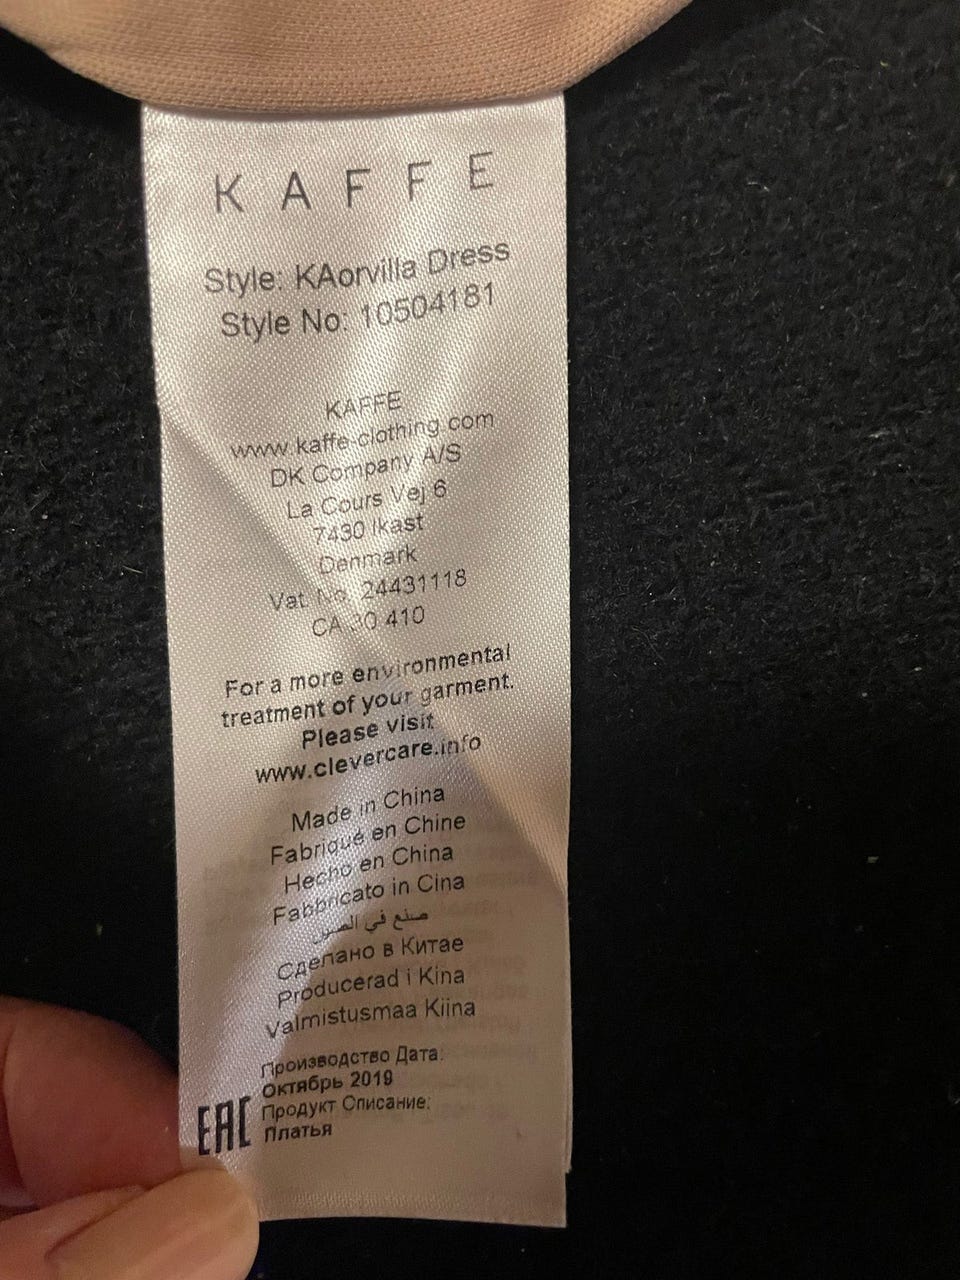 KAFFE
Style: KAorvilla Dress
Style No: 10504181
KAFFE
www.kaffe-clothing.com
DK Company A/S
La Cours Vej 6
7430 Ikast
Denmark
Vat. No. 24431118
CA 30 410
For a more environmental
treatment of your garment.
Please visit
www.clevercare.info
Made in China
Fabriqué en Chine
Hecho en China
Fabbricato in Cina
صنع في الصين
Сделано в Китае
Producerad i Kina
Valmistusmaa Kiina
Производство Дата:
Октябрь 2019
Продукт Списание:
Платья
EAC